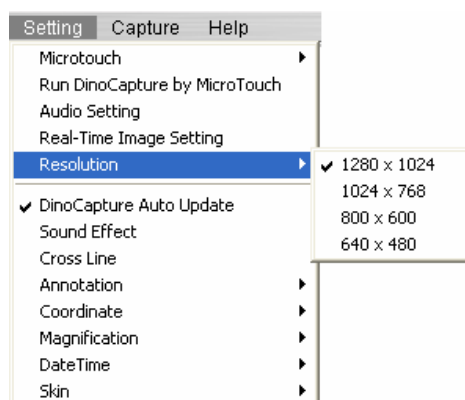 Setting Capture Help
Microtouch
Run DinoCapture by MicroTouch
Audio Setting
Real-Time Image Setting
Resolution
1280 x 1024
1024 x 768
800 x 600
640 x 480
DinoCapture Auto Update
Sound Effect
Cross Line
Annotation
Coordinate
Magnification
DateTime
Skin